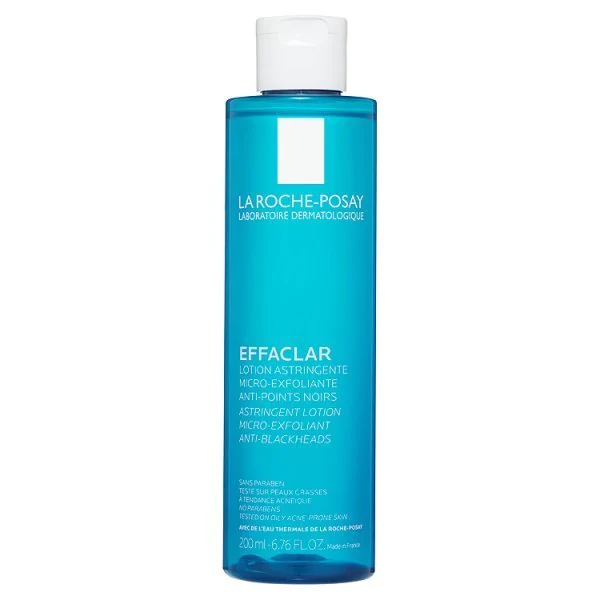 LA ROCHE-POSAY
LABORATOIRE DERMATOLOGIQUE
EFFACLAR
LOTION ASTRINGENTE
MICRO-EXFOLIANTE
ANTI-POINTS NOIRS
ASTRINGENT LOTION
MICRO-EXFOLIANT
ANTI-BLACKHEADS
SANS PARABEN
TESTÉ SUR PEAUX GRASSES
À TENDANCE ACNÉIQUE
NO PARABENS
TESTED ON OILY ACNE-PRONE SKIN
AVEC DE L'EAU THERMALE DE LA ROCHE-POSAY
200 ml - 6.76 FL.OZ. Made in France